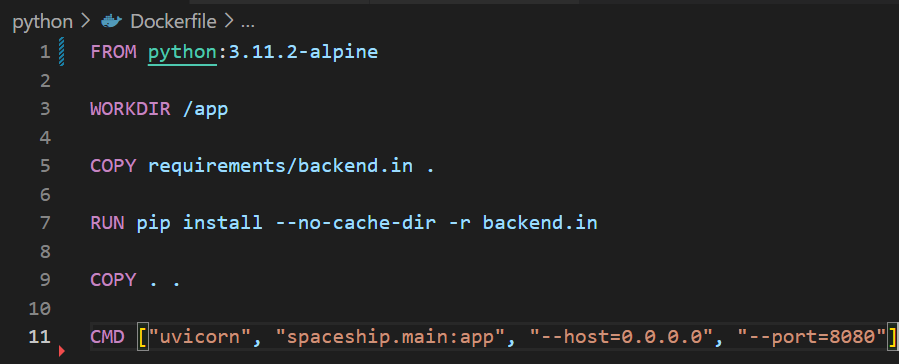 python > Dockerfile > ...
1 FROM python:3.11.2-alpine
2
3 WORKDIR /app
4
5 COPY requirements/backend.in .
6
7 RUN pip install --no-cache-dir -r backend.in
8
9 COPY . .
10
11 CMD ["uvicorn", "spaceship.main:app", "--host=0.0.0.0", "--port=8080"]